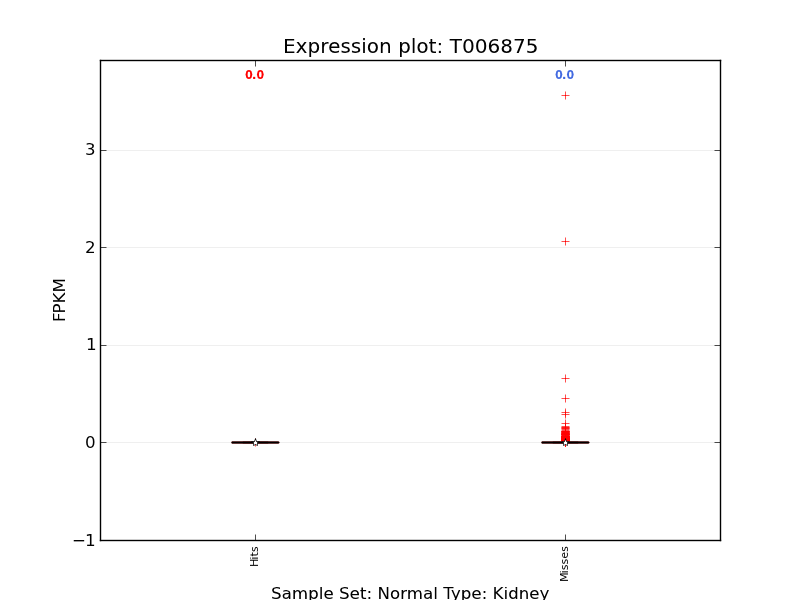 Expression plot: T006875
0.0 0.0
3
2
1
0
−1
FPKM
Hits Misses
Sample Set: Normal Type: Kidney